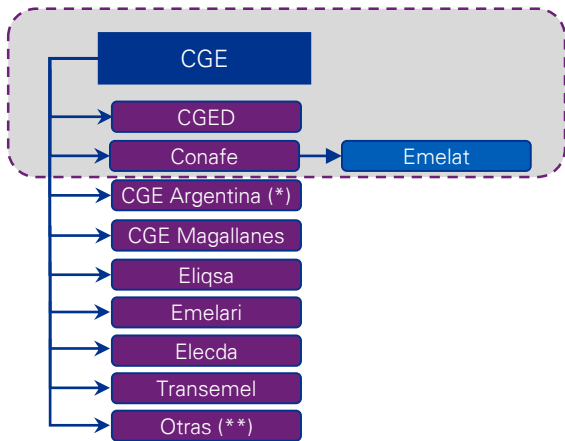 CGE
CGED
Conafe
Emelat
CGE Argentina (*)
CGE Magallanes
Eliqsa
Emelari
Elecda
Transemel
Otras (**)